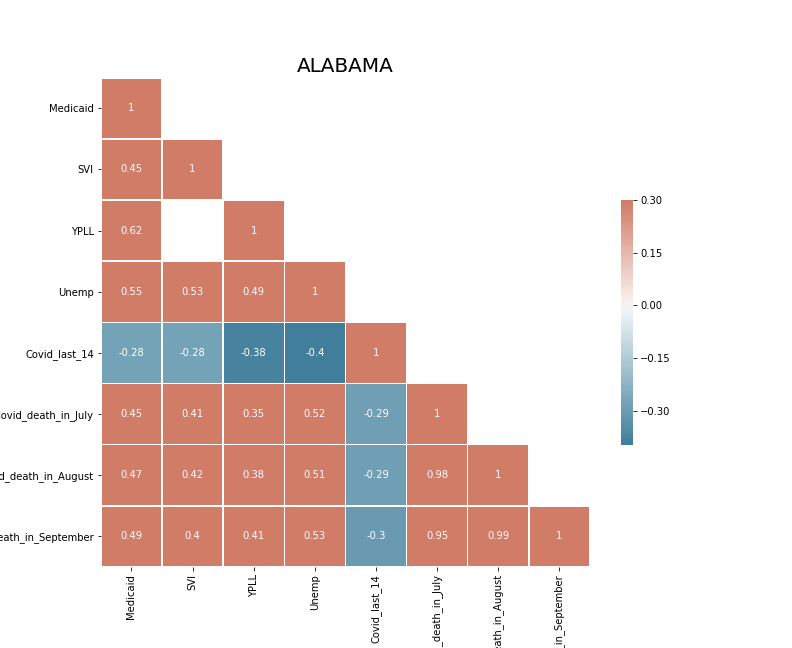 ALABAMA
Medicaid 1
SVI 0.45 1
YPLL 0.62 1
Unemp 0.55 0.53 0.49 1
Covid_last_14 -0.28 -0.28 -0.38 -0.4 1
ovid_death_in_July 0.45 0.41 0.35 0.52 -0.29 1
d_death_in_August 0.47 0.42 0.38 0.51 -0.29 0.98 1
eath_in_September 0.49 0.4 0.41 0.53 -0.3 0.95 0.99 1
Medicaid SVI YPLL Unemp Covid_last_14 _death_in_July eath_in_August _in_September
0.30
0.15
0.00
−0.15
−0.30